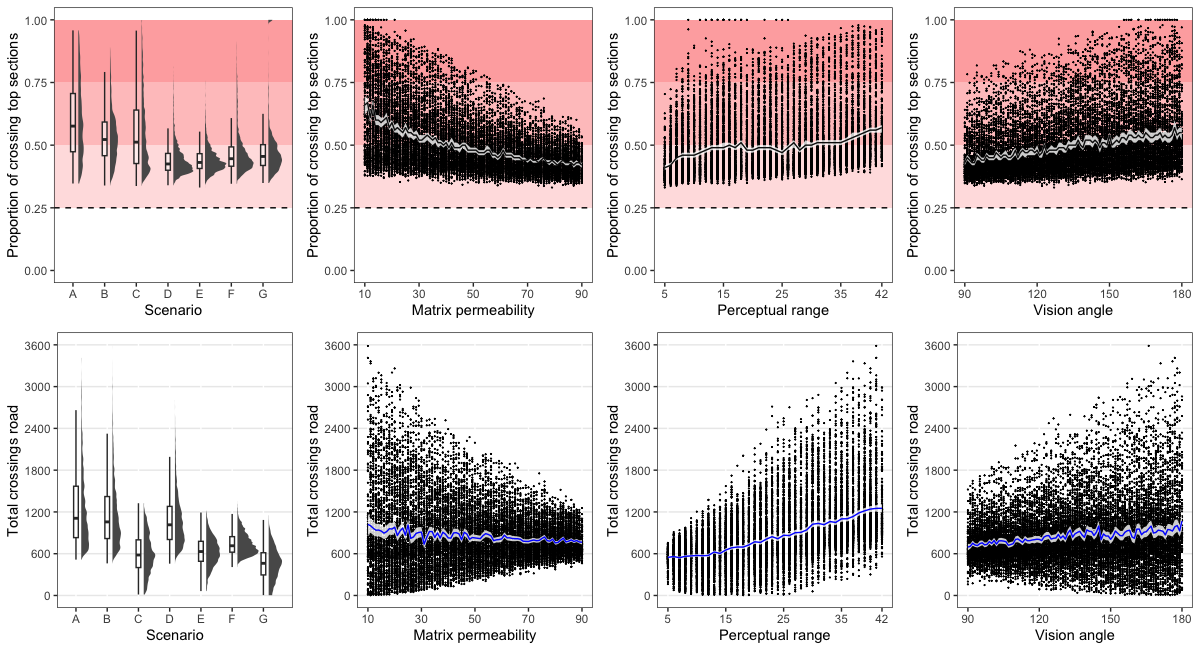 Proportion of crossing top sections
1.00
0.75
0.50
0.25
0.00
A B C D E F G
Scenario
Proportion of crossing top sections
1.00
0.75
0.50
0.25
0.00
10 30 50 70 90
Matrix permeability
Proportion of crossing top sections
1.00
0.75
0.50
0.25
0.00
5 15 25 35 42
Perceptual range
Proportion of crossing top sections
1.00
0.75
0.50
0.25
0.00
90 120 150 180
Vision angle
Total crossings road
3600
3000
2400
1800
1200
600
0
A B C D E F G
Scenario
Total crossings road
3600
3000
2400
1800
1200
600
0
10 30 50 70 90
Matrix permeability
Total crossings road
3600
3000
2400
1800
1200
600
0
5 15 25 35 42
Perceptual range
Total crossings road
3600
3000
2400
1800
1200
600
0
90 120 150 180
Vision angle